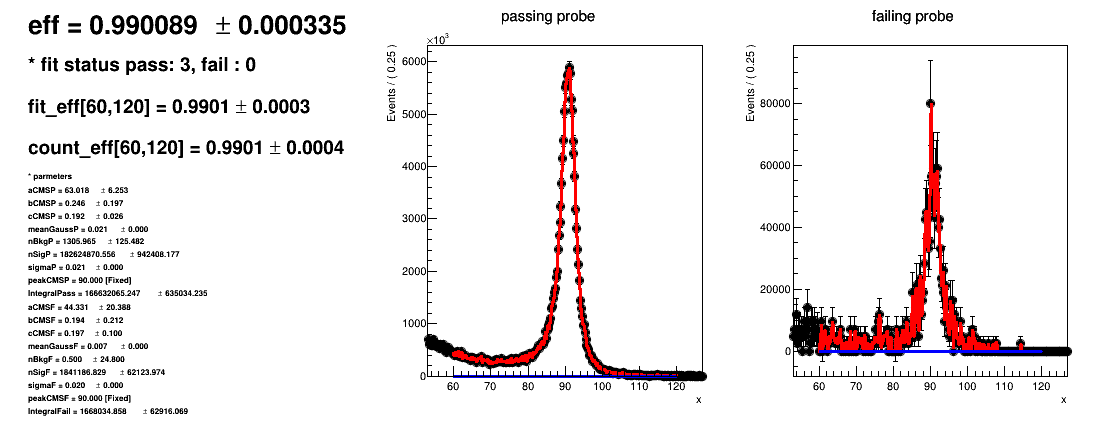 eff = 0.990089 ± 0.000335
* fit status pass: 3, fail : 0
fit_eff[60,120] = 0.9901 ± 0.0003
count_eff[60,120] = 0.9901 ± 0.0004
* parmeters
aCMSP = 63.018 ± 6.253
bCMSP = 0.246 ± 0.197
cCMSP = 0.192 ± 0.026
meanGaussP = 0.021 ± 0.000
nBkgP = 1305.965 ± 125.482
nSigP = 182624870.556 ± 942408.177
sigmaP = 0.021 ± 0.000
peakCMSP = 90.000 [Fixed]
IntegralPass = 166632065.247 ± 635034.235
aCMSF = 44.331 ± 20.388
bCMSF = 0.194 ± 0.212
cCMSF = 0.197 ± 0.100
meanGaussF = 0.007 ± 0.000
nBkgF = 0.500 ± 24.800
nSigF = 1841186.829 ± 62123.974
sigmaF = 0.020 ± 0.000
peakCMSF = 90.000 [Fixed]
IntegralFail = 1668034.858 ± 62916.069
passing probe
×10³
Events / ( 0.25 )
6000
5000
4000
3000
2000
1000
0
60 70 80 90 100 110 120
x
failing probe
Events / ( 0.25 )
80000
60000
40000
20000
0
60 70 80 90 100 110 120
x